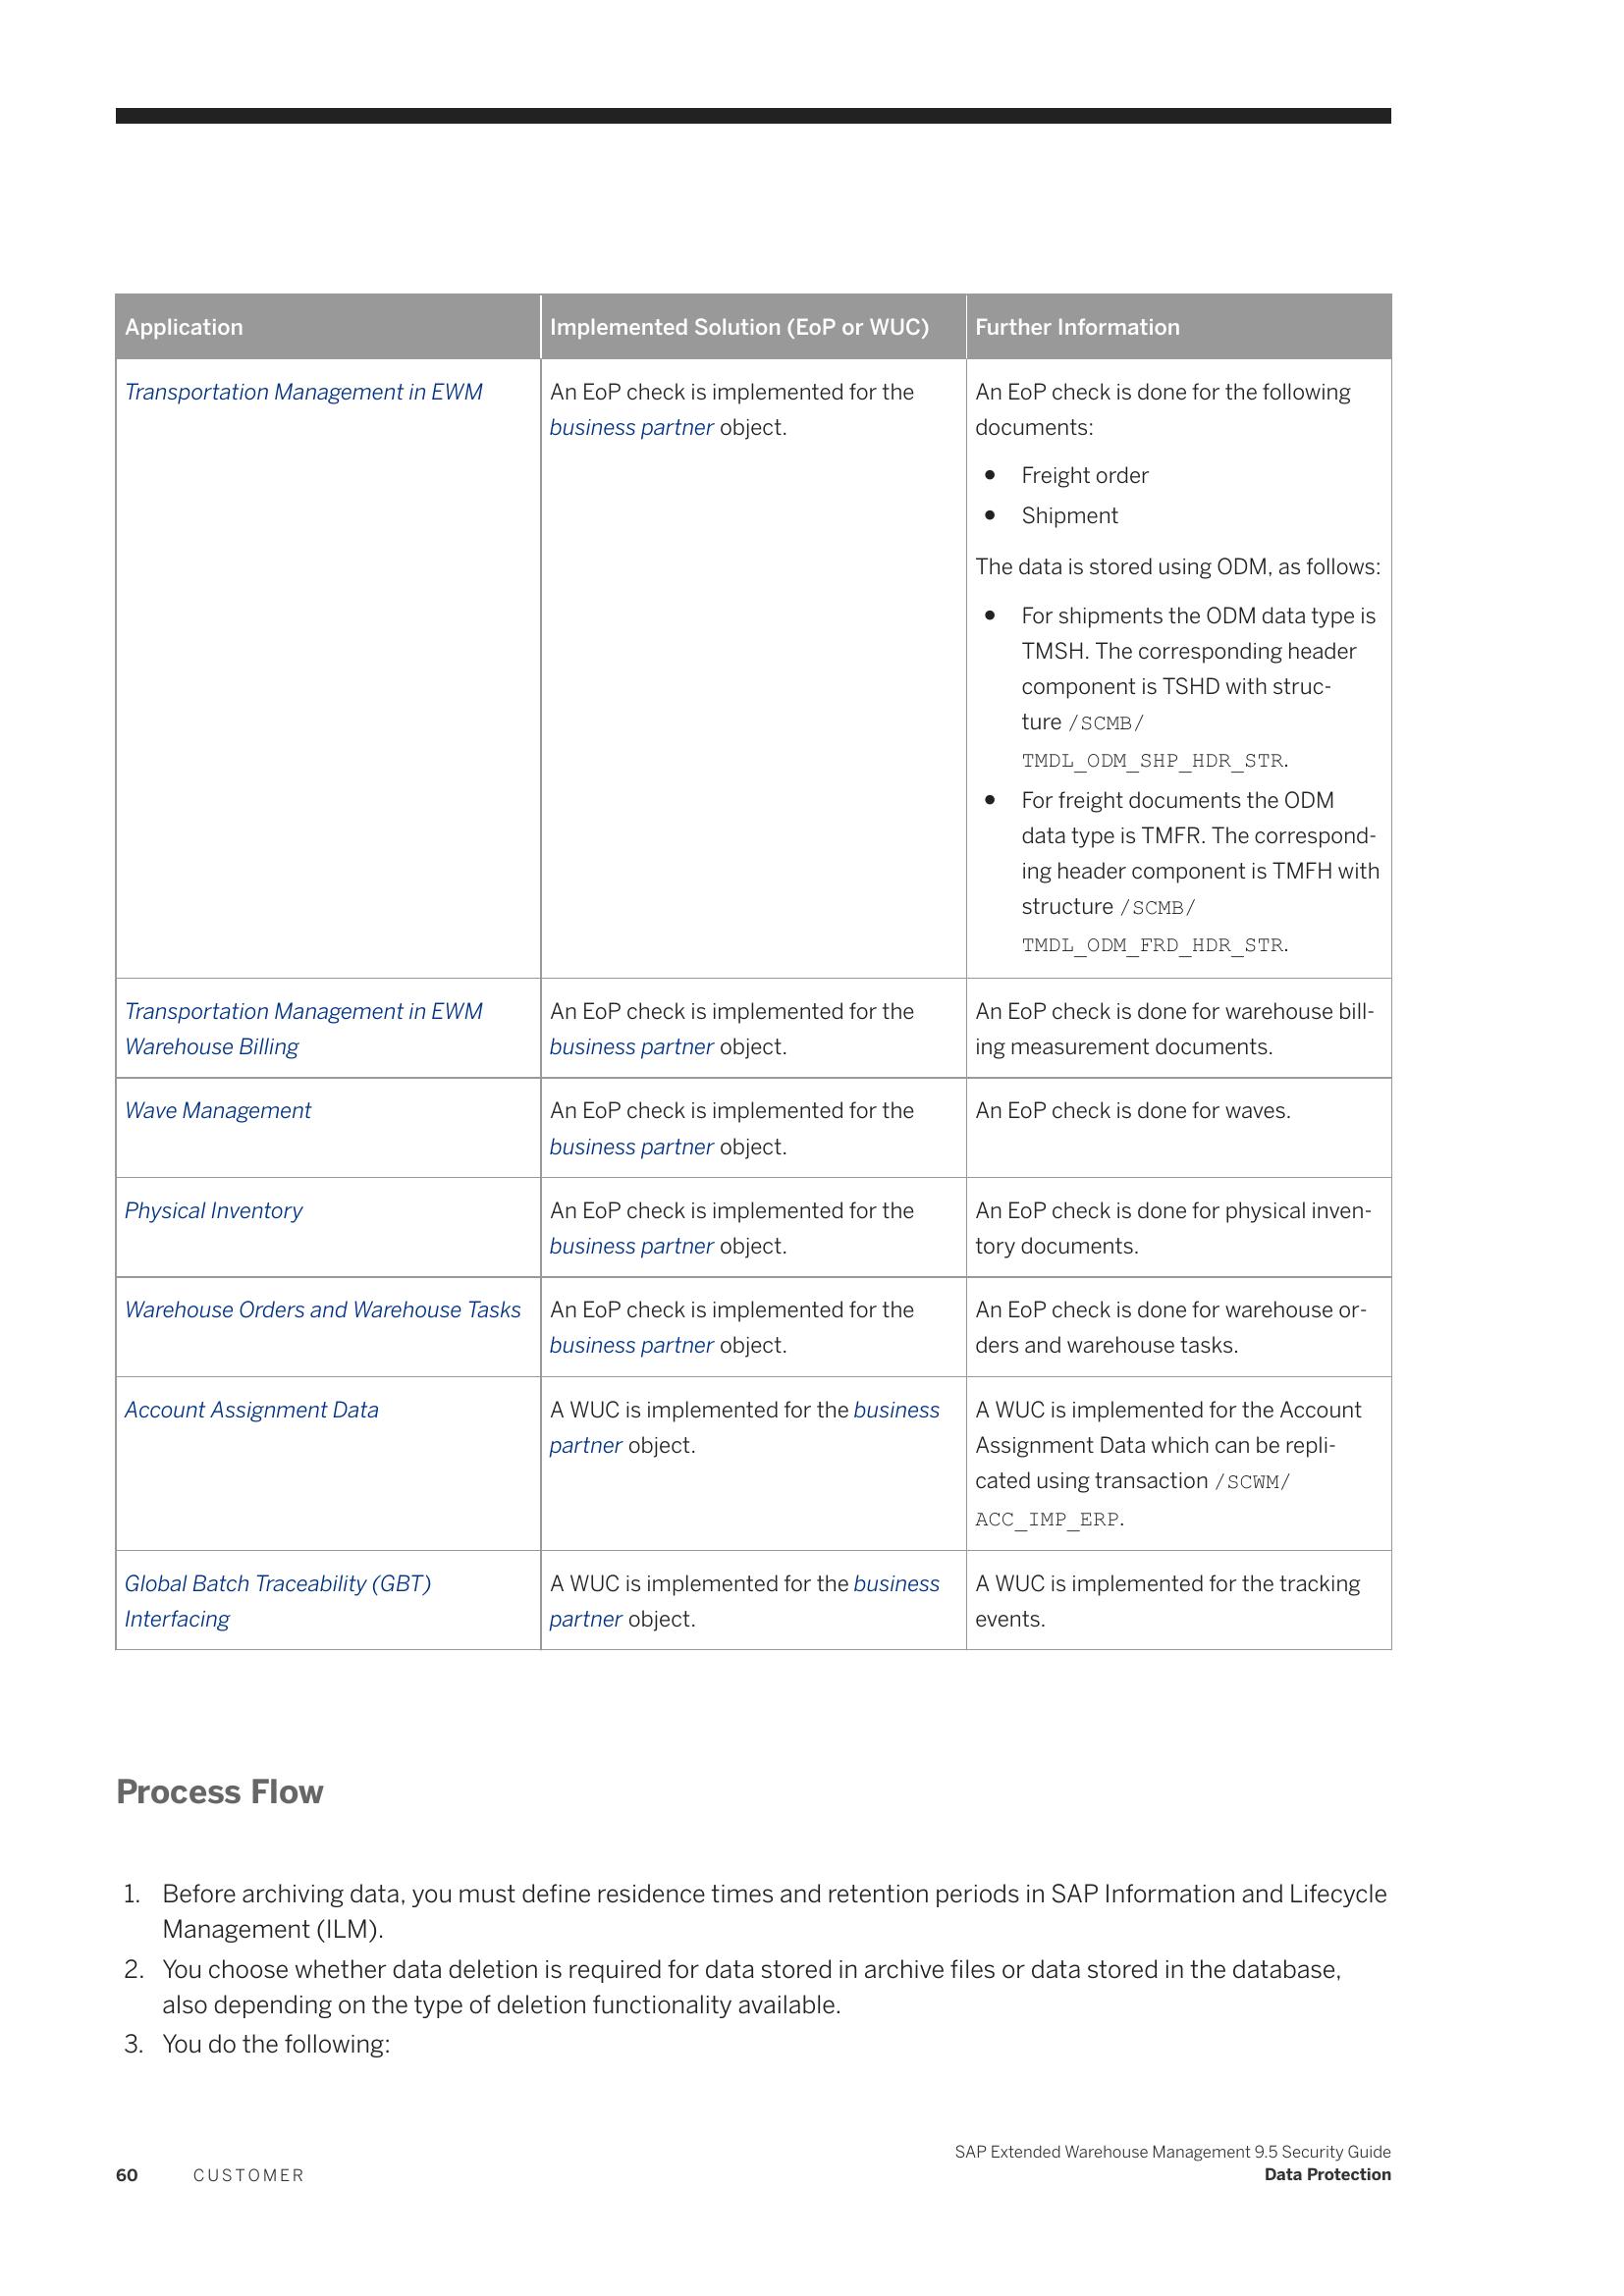 Application
Implemented Solution (EoP or WUC)
Further Information
Transportation Management in EWM
An EoP check is implemented for the
business partner object.
An EoP check is done for the following
documents:
● Freight order
● Shipment
The data is stored using ODM, as follows:
● For shipments the ODM data type is
TMSH. The corresponding header
component is TSHD with struc-
ture /SCMB/
TMDL_ODM_SHP_HDR_STR.
● For freight documents the ODM
data type is TMFR. The correspond-
ing header component is TMFH with
structure /SCMB/
TMDL_ODM_FRD_HDR_STR.
Transportation Management in EWM
Warehouse Billing
An EoP check is implemented for the
business partner object.
An EoP check is done for warehouse bill-
ing measurement documents.
Wave Management
An EoP check is implemented for the
business partner object.
An EoP check is done for waves.
Physical Inventory
An EoP check is implemented for the
business partner object.
An EoP check is done for physical inven-
tory documents.
Warehouse Orders and Warehouse Tasks
An EoP check is implemented for the
business partner object.
An EoP check is done for warehouse or-
ders and warehouse tasks.
Account Assignment Data
A WUC is implemented for the business
partner object.
A WUC is implemented for the Account
Assignment Data which can be repli-
cated using transaction /SCWM/
ACC_IMP_ERP.
Global Batch Traceability (GBT)
Interfacing
A WUC is implemented for the business
partner object.
A WUC is implemented for the tracking
events.
Process Flow
1. Before archiving data, you must define residence times and retention periods in SAP Information and Lifecycle
Management (ILM).
2. You choose whether data deletion is required for data stored in archive files or data stored in the database,
also depending on the type of deletion functionality available.
3. You do the following:
SAP Extended Warehouse Management 9.5 Security Guide
60 CUSTOMER
Data Protection